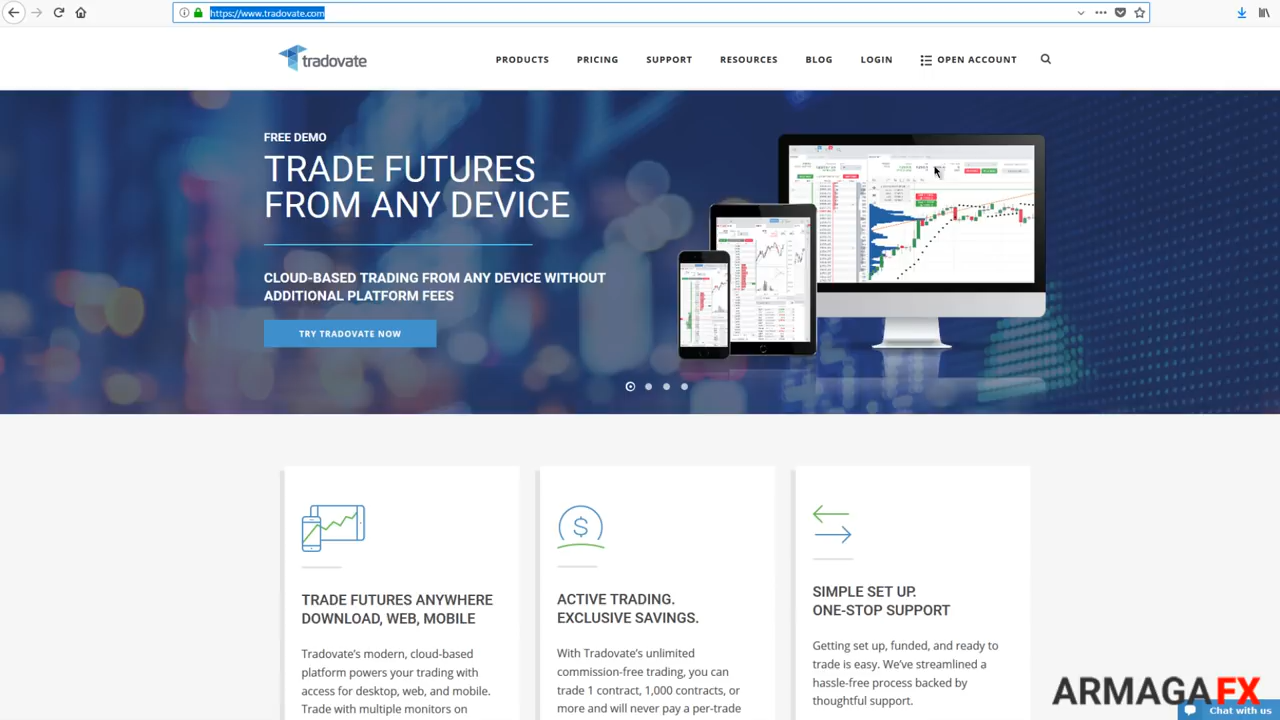 https://www.tradovate.com
tradovate
PRODUCTS
PRICING
SUPPORT
RESOURCES
BLOG
LOGIN
OPEN ACCOUNT
FREE DEMO
TRADE FUTURES
FROM ANY DEVICE
CLOUD-BASED TRADING FROM ANY DEVICE WITHOUT
ADDITIONAL PLATFORM FEES
TRY TRADOVATE NOW
TRADE FUTURES ANYWHERE
DOWNLOAD, WEB, MOBILE
Tradovate's modern, cloud-based
platform powers your trading with
access for desktop, web, and mobile.
Trade with multiple monitors on
ACTIVE TRADING.
EXCLUSIVE SAVINGS.
With Tradovate's unlimited
commission-free trading, you can
trade 1 contract, 1,000 contracts, or
more and will never pay a per-trade
SIMPLE SET UP.
ONE-STOP SUPPORT
Getting set up, funded, and ready to
trade is easy. We've streamlined a
hassle-free process backed by
thoughtful support.
ARMAGAFX
Chat with us